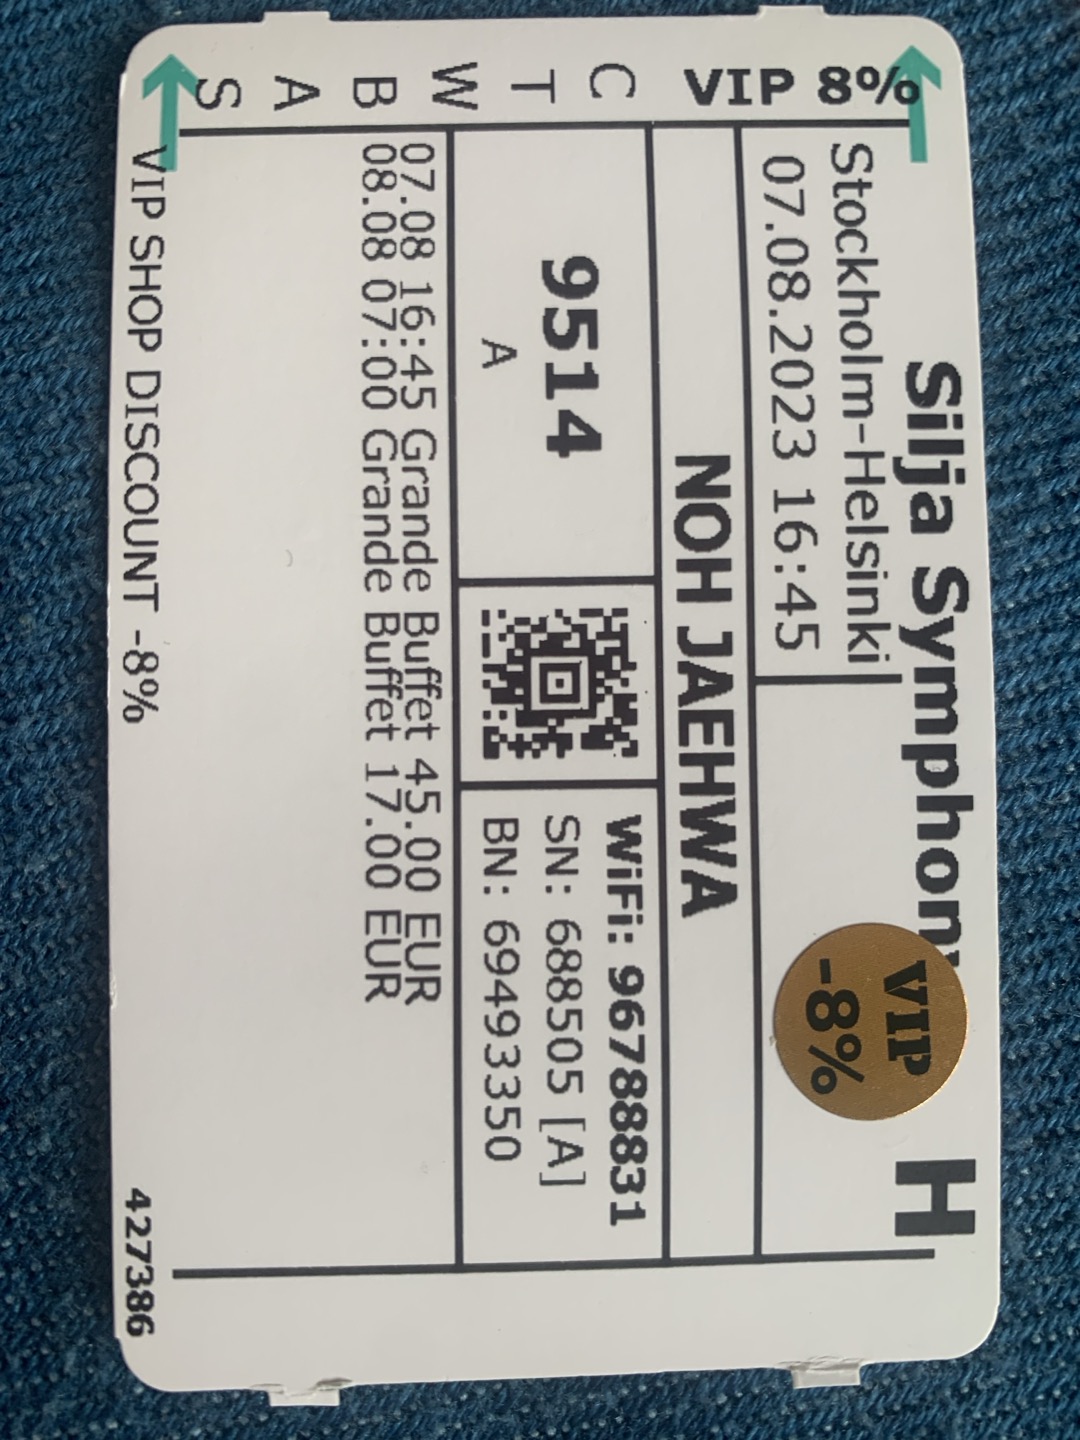 Silja Symphony
H
Stockholm-Helsinki
07.08.2023 16:45
VIP
-8%
NOH JAEHWA
9514
A
WiFi: 96788831
SN: 688505 [A]
BN: 69493350
07.08 16:45 Grande Buffet 45.00 EUR
08.08 07:00 Grande Buffet 17.00 EUR
VIP SHOP DISCOUNT -8%
427386
VIP 8%
C
T
W
B
A
S